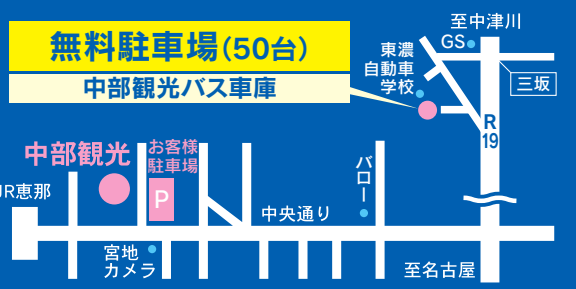 至中津川
無料駐車場(50台)
GS
東濃
自動車
学校
三坂
中部観光バス車庫
R
19
中部観光
お客様
駐車場
P
バロー
JR恵那
中央通り
宮地
カメラ
至名古屋